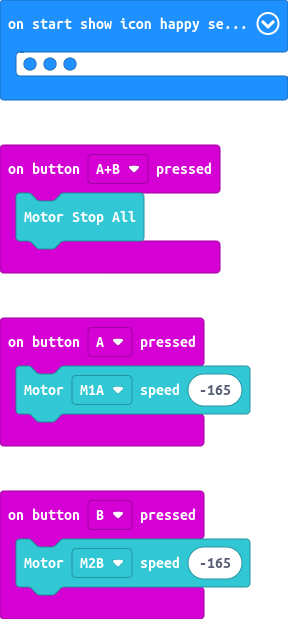 on start show icon happy se...
on button A+B pressed
Motor Stop All
on button A pressed
Motor M1A speed -165
on button B pressed
Motor M2B speed -165